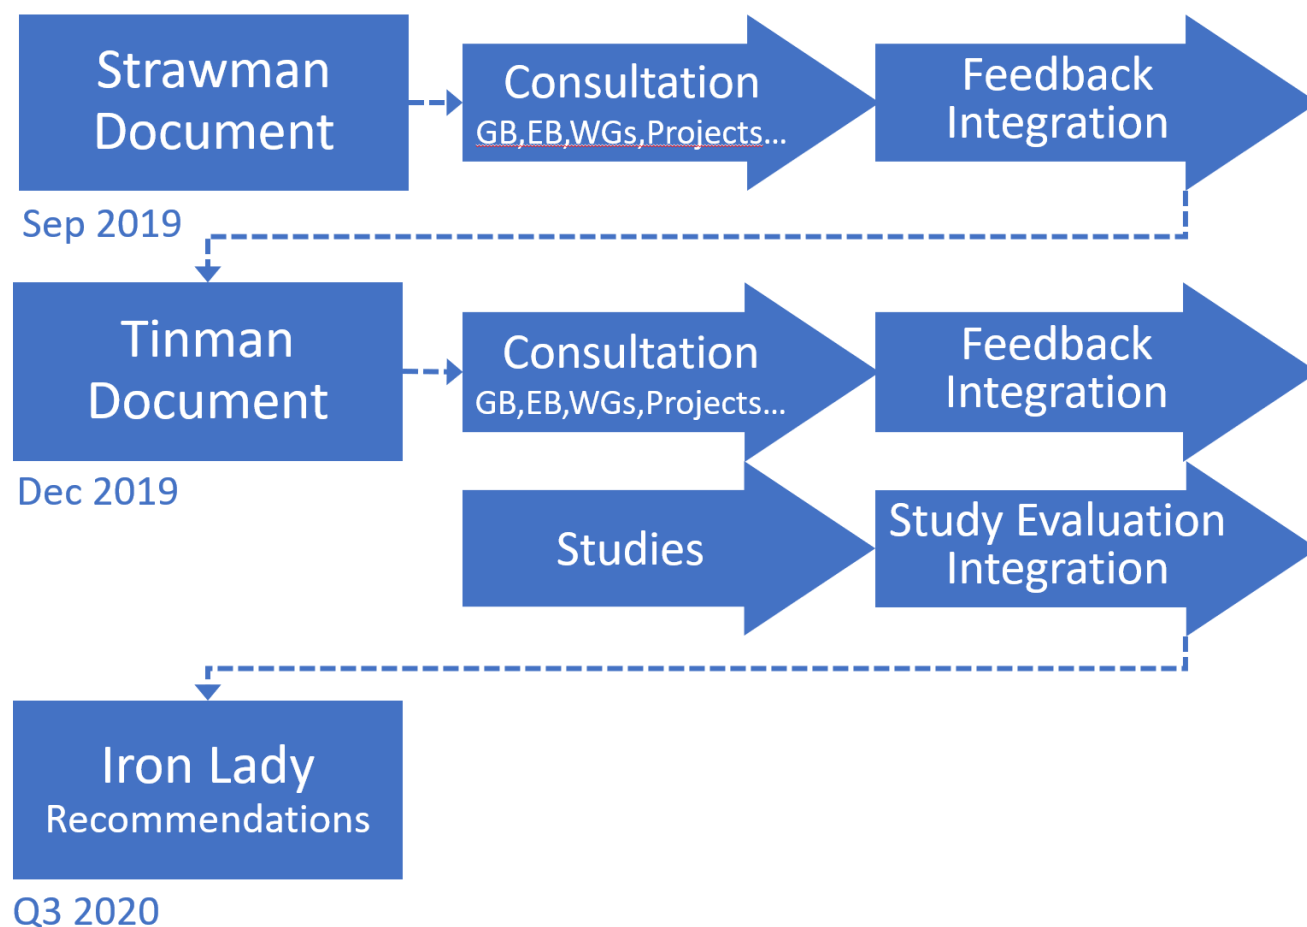 Strawman
Document
Consultation
GB,EB,WGs,Projects...
Feedback
Integration
Sep 2019
Tinman
Document
Consultation
GB,EB,WGs,Projects...
Feedback
Integration
Dec 2019
Studies
Study Evaluation
Integration
Iron Lady
Recommendations
Q3 2020